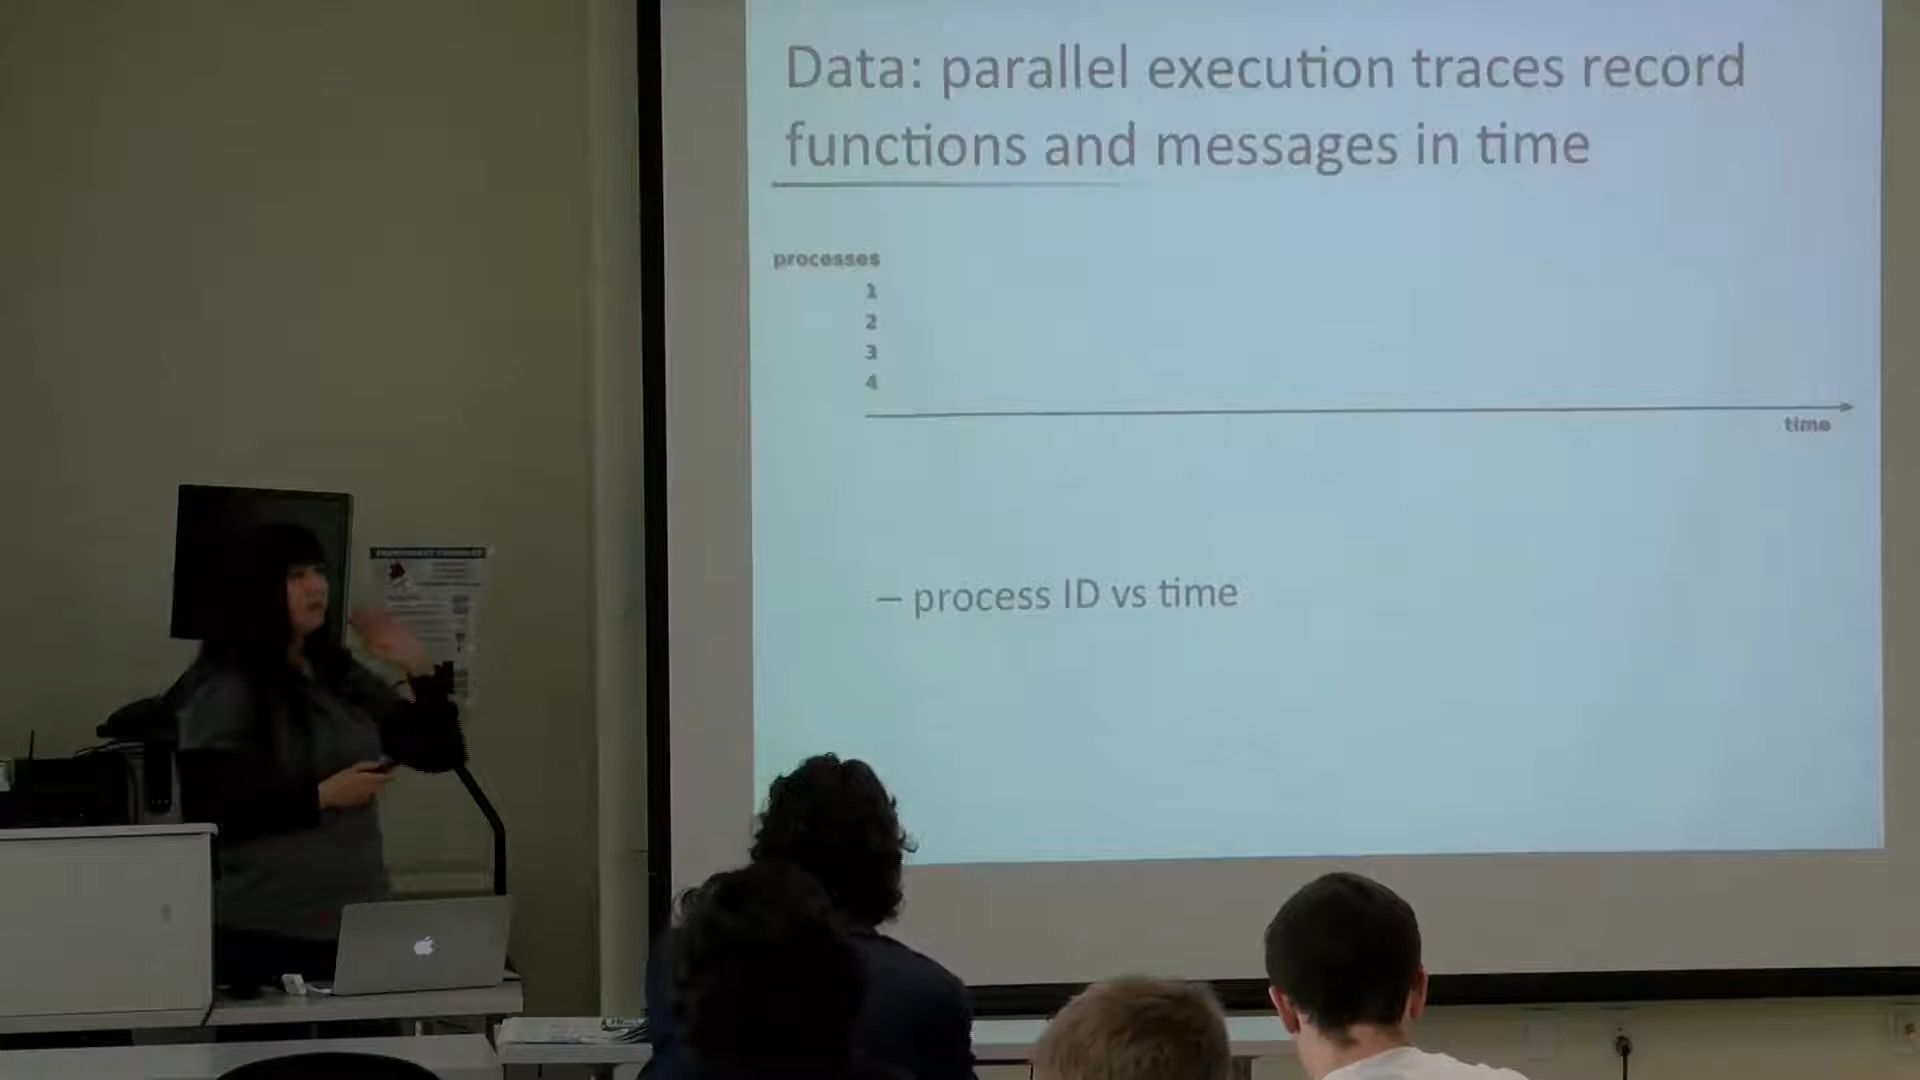 Data: parallel execution traces record
functions and messages in time
processes
1
2
3
4
time
– process ID vs time